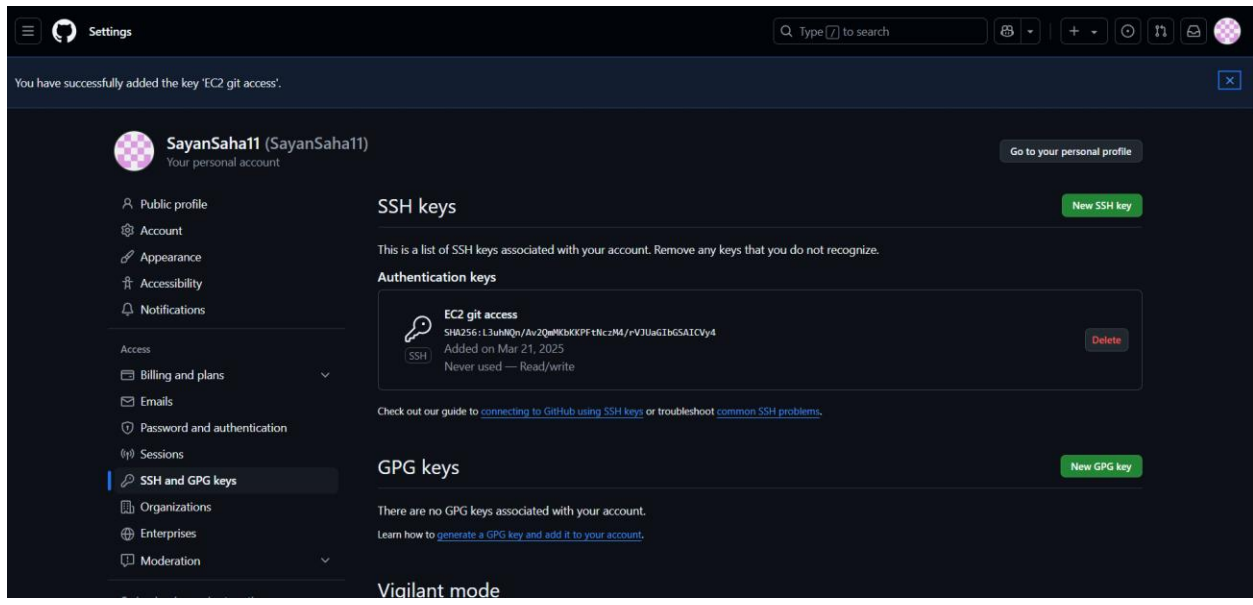 Settings
Type / to search
You have successfully added the key 'EC2 git access'.
SayanSaha11 (SayanSaha11)
Your personal account
Go to your personal profile
Public profile
Account
Appearance
Accessibility
Notifications
Access
Billing and plans
Emails
Password and authentication
Sessions
SSH and GPG keys
Organizations
Enterprises
Moderation
SSH keys
New SSH key
This is a list of SSH keys associated with your account. Remove any keys that you do not recognize.
Authentication keys
EC2 git access
SHA256:L3uhNQn/Av2QmMKbKKPFtNczM4/rVJUaGIbGSAICVy4
SSH
Added on Mar 21, 2025
Never used — Read/write
Delete
Check out our guide to connecting to GitHub using SSH keys or troubleshoot common SSH problems.
GPG keys
New GPG key
There are no GPG keys associated with your account.
Learn how to generate a GPG key and add it to your account.
Vigilant mode